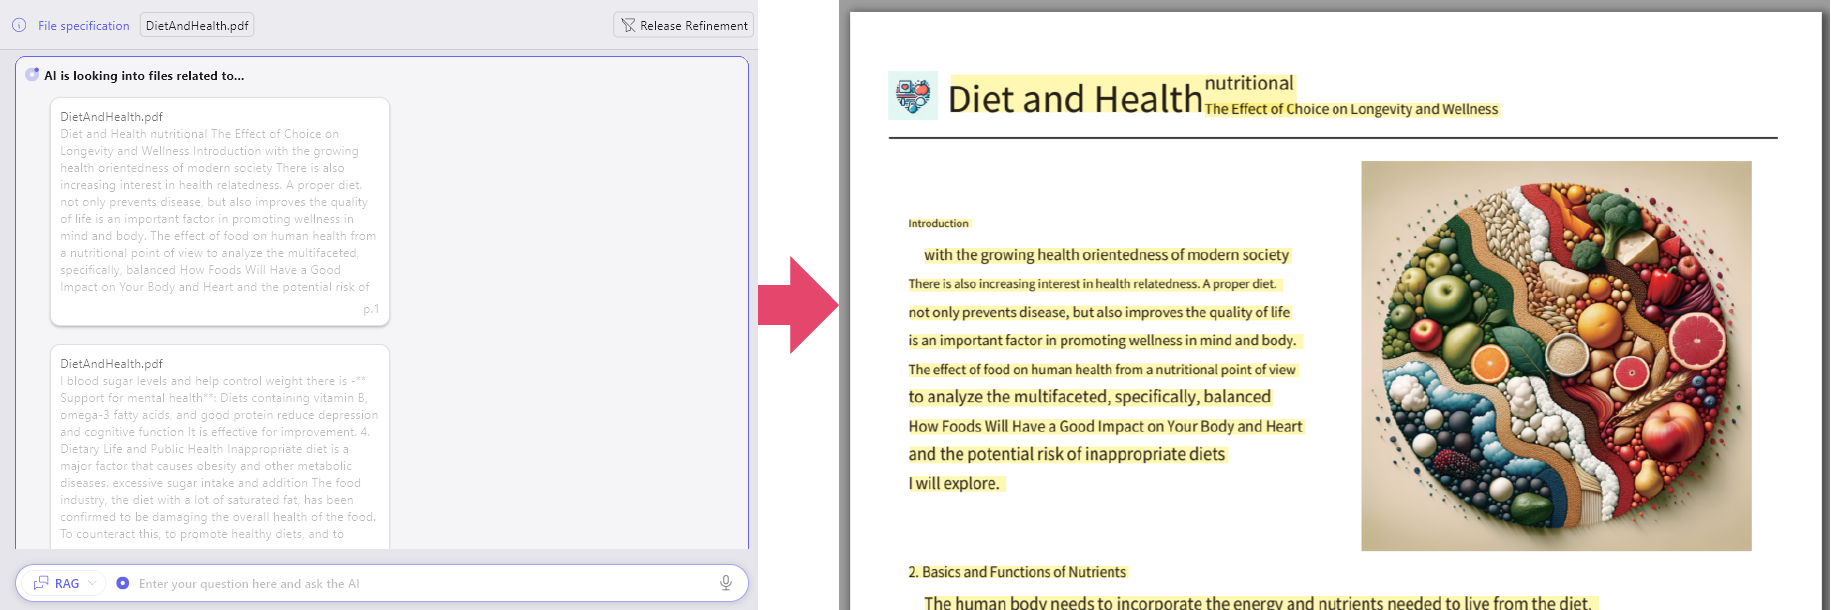 File specification
DietAndHealth.pdf
Release Refinement
AI is looking into files related to...
DietAndHealth.pdf
Diet and Health nutritional The Effect of Choice on
Longevity and Wellness Introduction with the growing
health orientedness of modern society There is also
increasing interest in health relatedness. A proper diet.
not only prevents disease, but also improves the quality
of life is an important factor in promoting wellness in
mind and body. The effect of food on human health from
a nutritional point of view to analyze the multifaceted,
specifically, balanced How Foods Will Have a Good
Impact on Your Body and Heart and the potential risk of
p.1
DietAndHealth.pdf
l blood sugar levels and help control weight there is -**
Support for mental health**: Diets containing vitamin B,
omega-3 fatty acids, and good protein reduce depression
and cognitive function It is effective for improvement. 4.
Dietary Life and Public Health Inappropriate diet is a
major factor that causes obesity and other metabolic
diseases. excessive sugar intake and addition The food
industry, the diet with a lot of saturated fat, has been
confirmed to be damaging the overall health of the food.
To counteract this, to promote healthy diets, and to
RAG
Enter your question here and ask the AI
Diet and Health
nutritional
The Effect of Choice on Longevity and Wellness
Introduction
with the growing health orientedness of modern society
There is also increasing interest in health relatedness. A proper diet.
not only prevents disease, but also improves the quality of life
is an important factor in promoting wellness in mind and body.
The effect of food on human health from a nutritional point of view
to analyze the multifaceted, specifically, balanced
How Foods Will Have a Good Impact on Your Body and Heart
and the potential risk of inappropriate diets
I will explore.
2. Basics and Functions of Nutrients
The human body needs to incorporate the energy and nutrients needed to live from the diet.